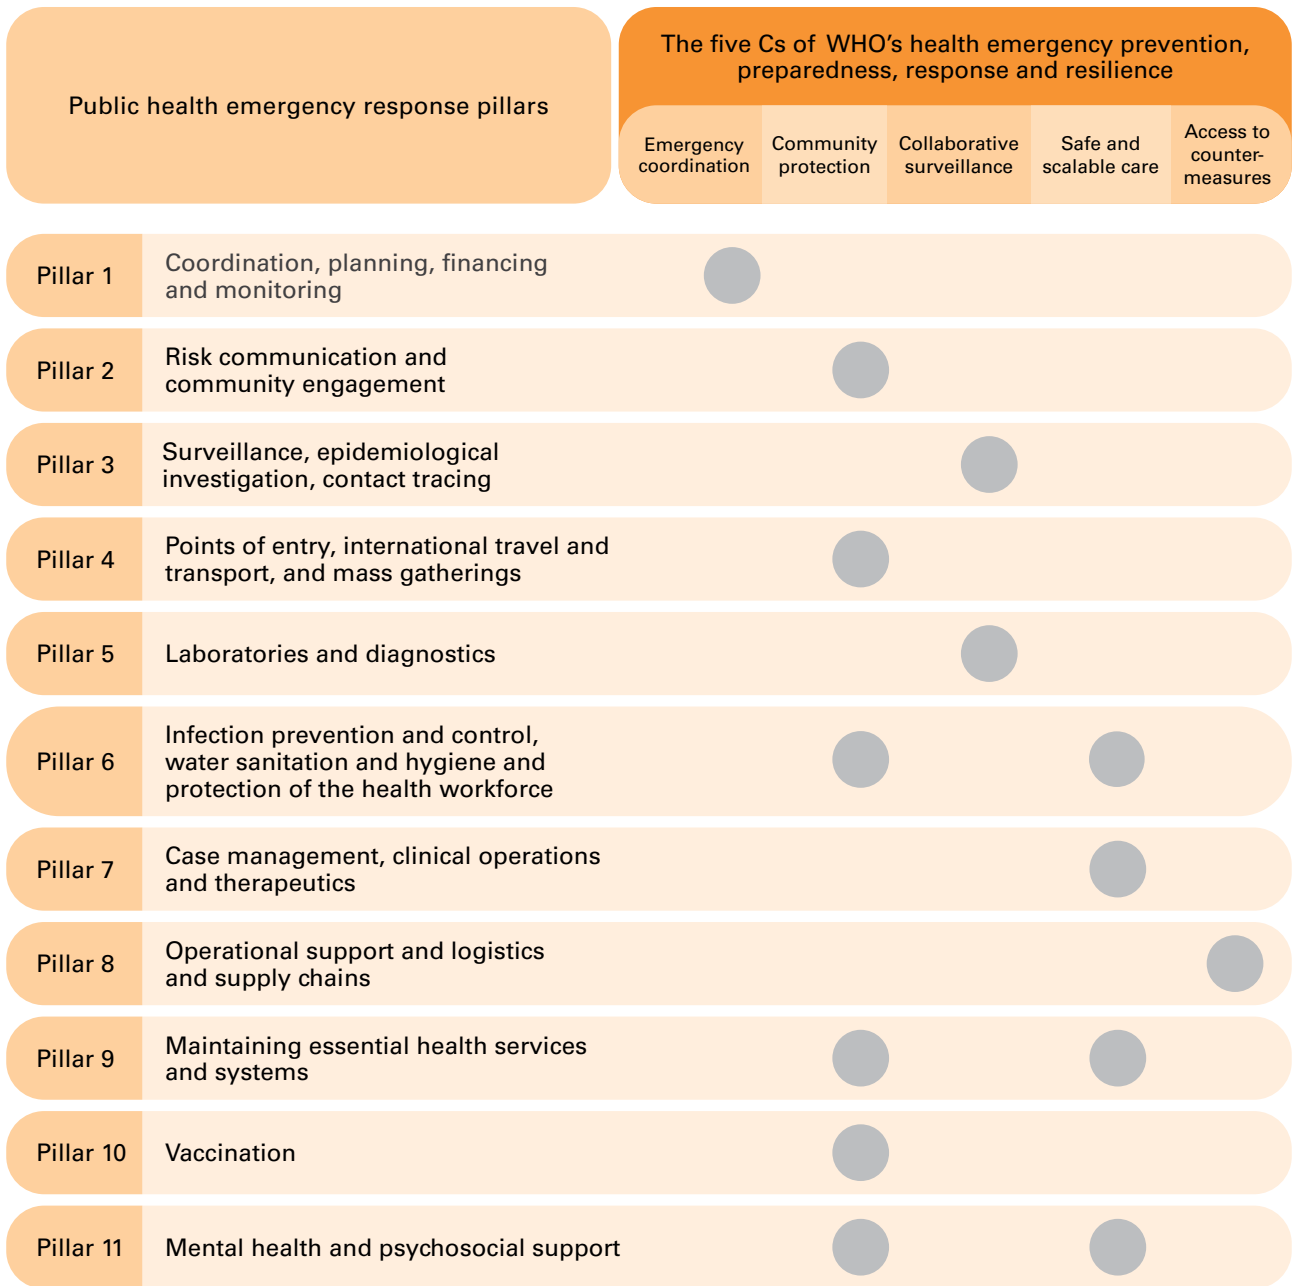 Public health emergency response pillars
The five Cs of WHO's health emergency prevention,
preparedness, response and resilience
Emergency
coordination
Community
protection
Collaborative
surveillance
Safe and
scalable care
Access to
counter-
measures
Pillar 1
Coordination, planning, financing
and monitoring
Pillar 2
Risk communication and
community engagement
Pillar 3
Surveillance, epidemiological
investigation, contact tracing
Pillar 4
Points of entry, international travel and
transport, and mass gatherings
Pillar 5
Laboratories and diagnostics
Pillar 6
Infection prevention and control,
water sanitation and hygiene and
protection of the health workforce
Pillar 7
Case management, clinical operations
and therapeutics
Pillar 8
Operational support and logistics
and supply chains
Pillar 9
Maintaining essential health services
and systems
Pillar 10
Vaccination
Pillar 11
Mental health and psychosocial support